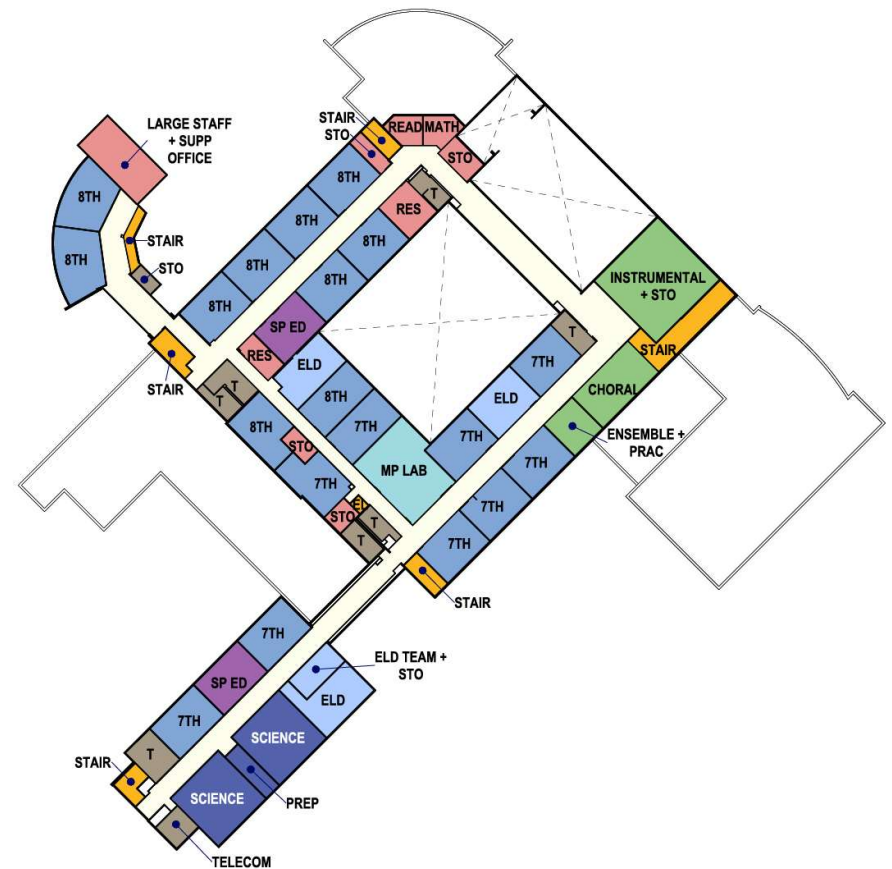 LARGE STAFF
+ SUPP
OFFICE
STAIR
STO
READ
MATH
STO
8TH
8TH
8TH
8TH
8TH
8TH
STAIR
STO
T
RES
8TH
8TH
SP ED
RES
STAIR
INSTRUMENTAL
+ STO
STAIR
T
7TH
ELD
7TH
CHORAL
ENSEMBLE +
PRAC
ELD
8TH
7TH
MP LAB
T
T
8TH
STO
7TH
EL
STO
T
T
7TH
7TH
7TH
STAIR
7TH
SP ED
7TH
T
STAIR
ELD TEAM +
STO
ELD
SCIENCE
PREP
SCIENCE
TELECOM